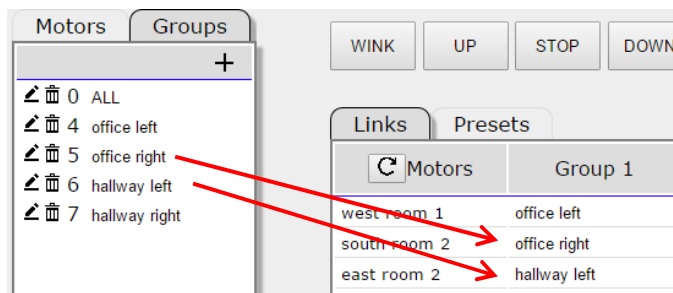 Motors Groups
+
0 ALL
4 office left
5 office right
6 hallway left
7 hallway right
WINK UP STOP DOWN
Links Presets
Motors Group 1
west room 1 office left
south room 2 office right
east room 2 hallway left